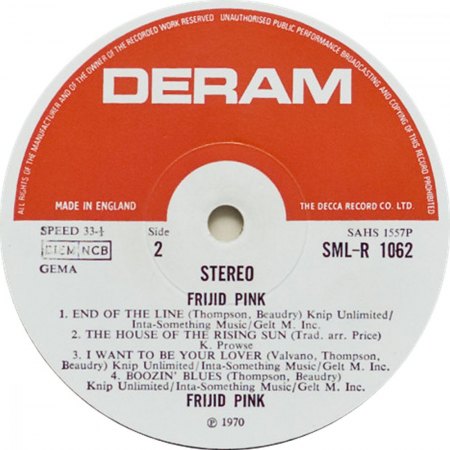 ALL RIGHTS OF THE MANUFACTURER AND OF THE OWNER OF THE RECORDED WORK RESERVED UNAUTHORISED PUBLIC PERFORMANCE BROADCASTING AND COPYING OF THIS RECORD PROHIBITED
DERAM
MADE IN ENGLAND
THE DECCA RECORD CO. LTD.
SPEED 33-⅓
Side
SAHS 1557P
BIEM NCB
2
SML-R 1062
GEMA
STEREO
FRIJID PINK
1. END OF THE LINE (Thompson, Beaudry) Knip Unlimited/
Inta-Something Music/Gelt M. Inc.
2. THE HOUSE OF THE RISING SUN (Trad. arr. Price)
K. Prowse
3. I WANT TO BE YOUR LOVER (Valvano, Thompson,
Beaudry) Knip Unlimited/Inta-Something Music/Gelt M. Inc.
4. BOOZIN' BLUES (Thompson, Beaudry)
Knip Unlimited/Inta-Something Music/Gelt M. Inc.
FRIJID PINK
℗ 1970